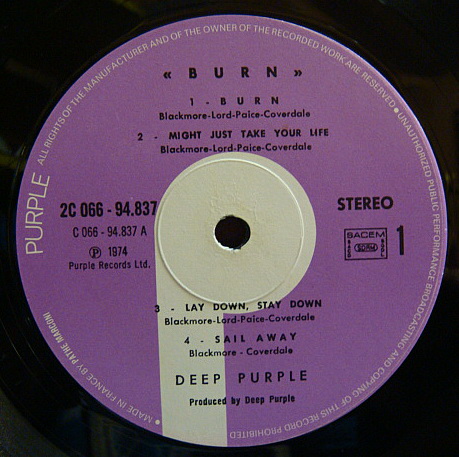 « BURN »
1 - BURN
Blackmore-Lord-Paice-Coverdale
2 - MIGHT JUST TAKE YOUR LIFE
Blackmore-Lord-Paice-Coverdale
2C 066 - 94.837
C 066 - 94.837 A
Ⓟ 1974
Purple Records Ltd.
STEREO
SACEM
1
3 - LAY DOWN, STAY DOWN
Blackmore-Lord-Paice-Coverdale
4 - SAIL AWAY
Blackmore - Coverdale
DEEP PURPLE
Produced by Deep Purple
PURPLE
ALL RIGHTS OF THE MANUFACTURER AND OF THE OWNER OF THE RECORDED WORK ARE RESERVED • UNAUTHORIZED PUBLIC PERFORMANCE BROADCASTING AND COPYING OF THIS RECORD PROHIBITED
• MADE IN FRANCE BY PATHE MARCONI